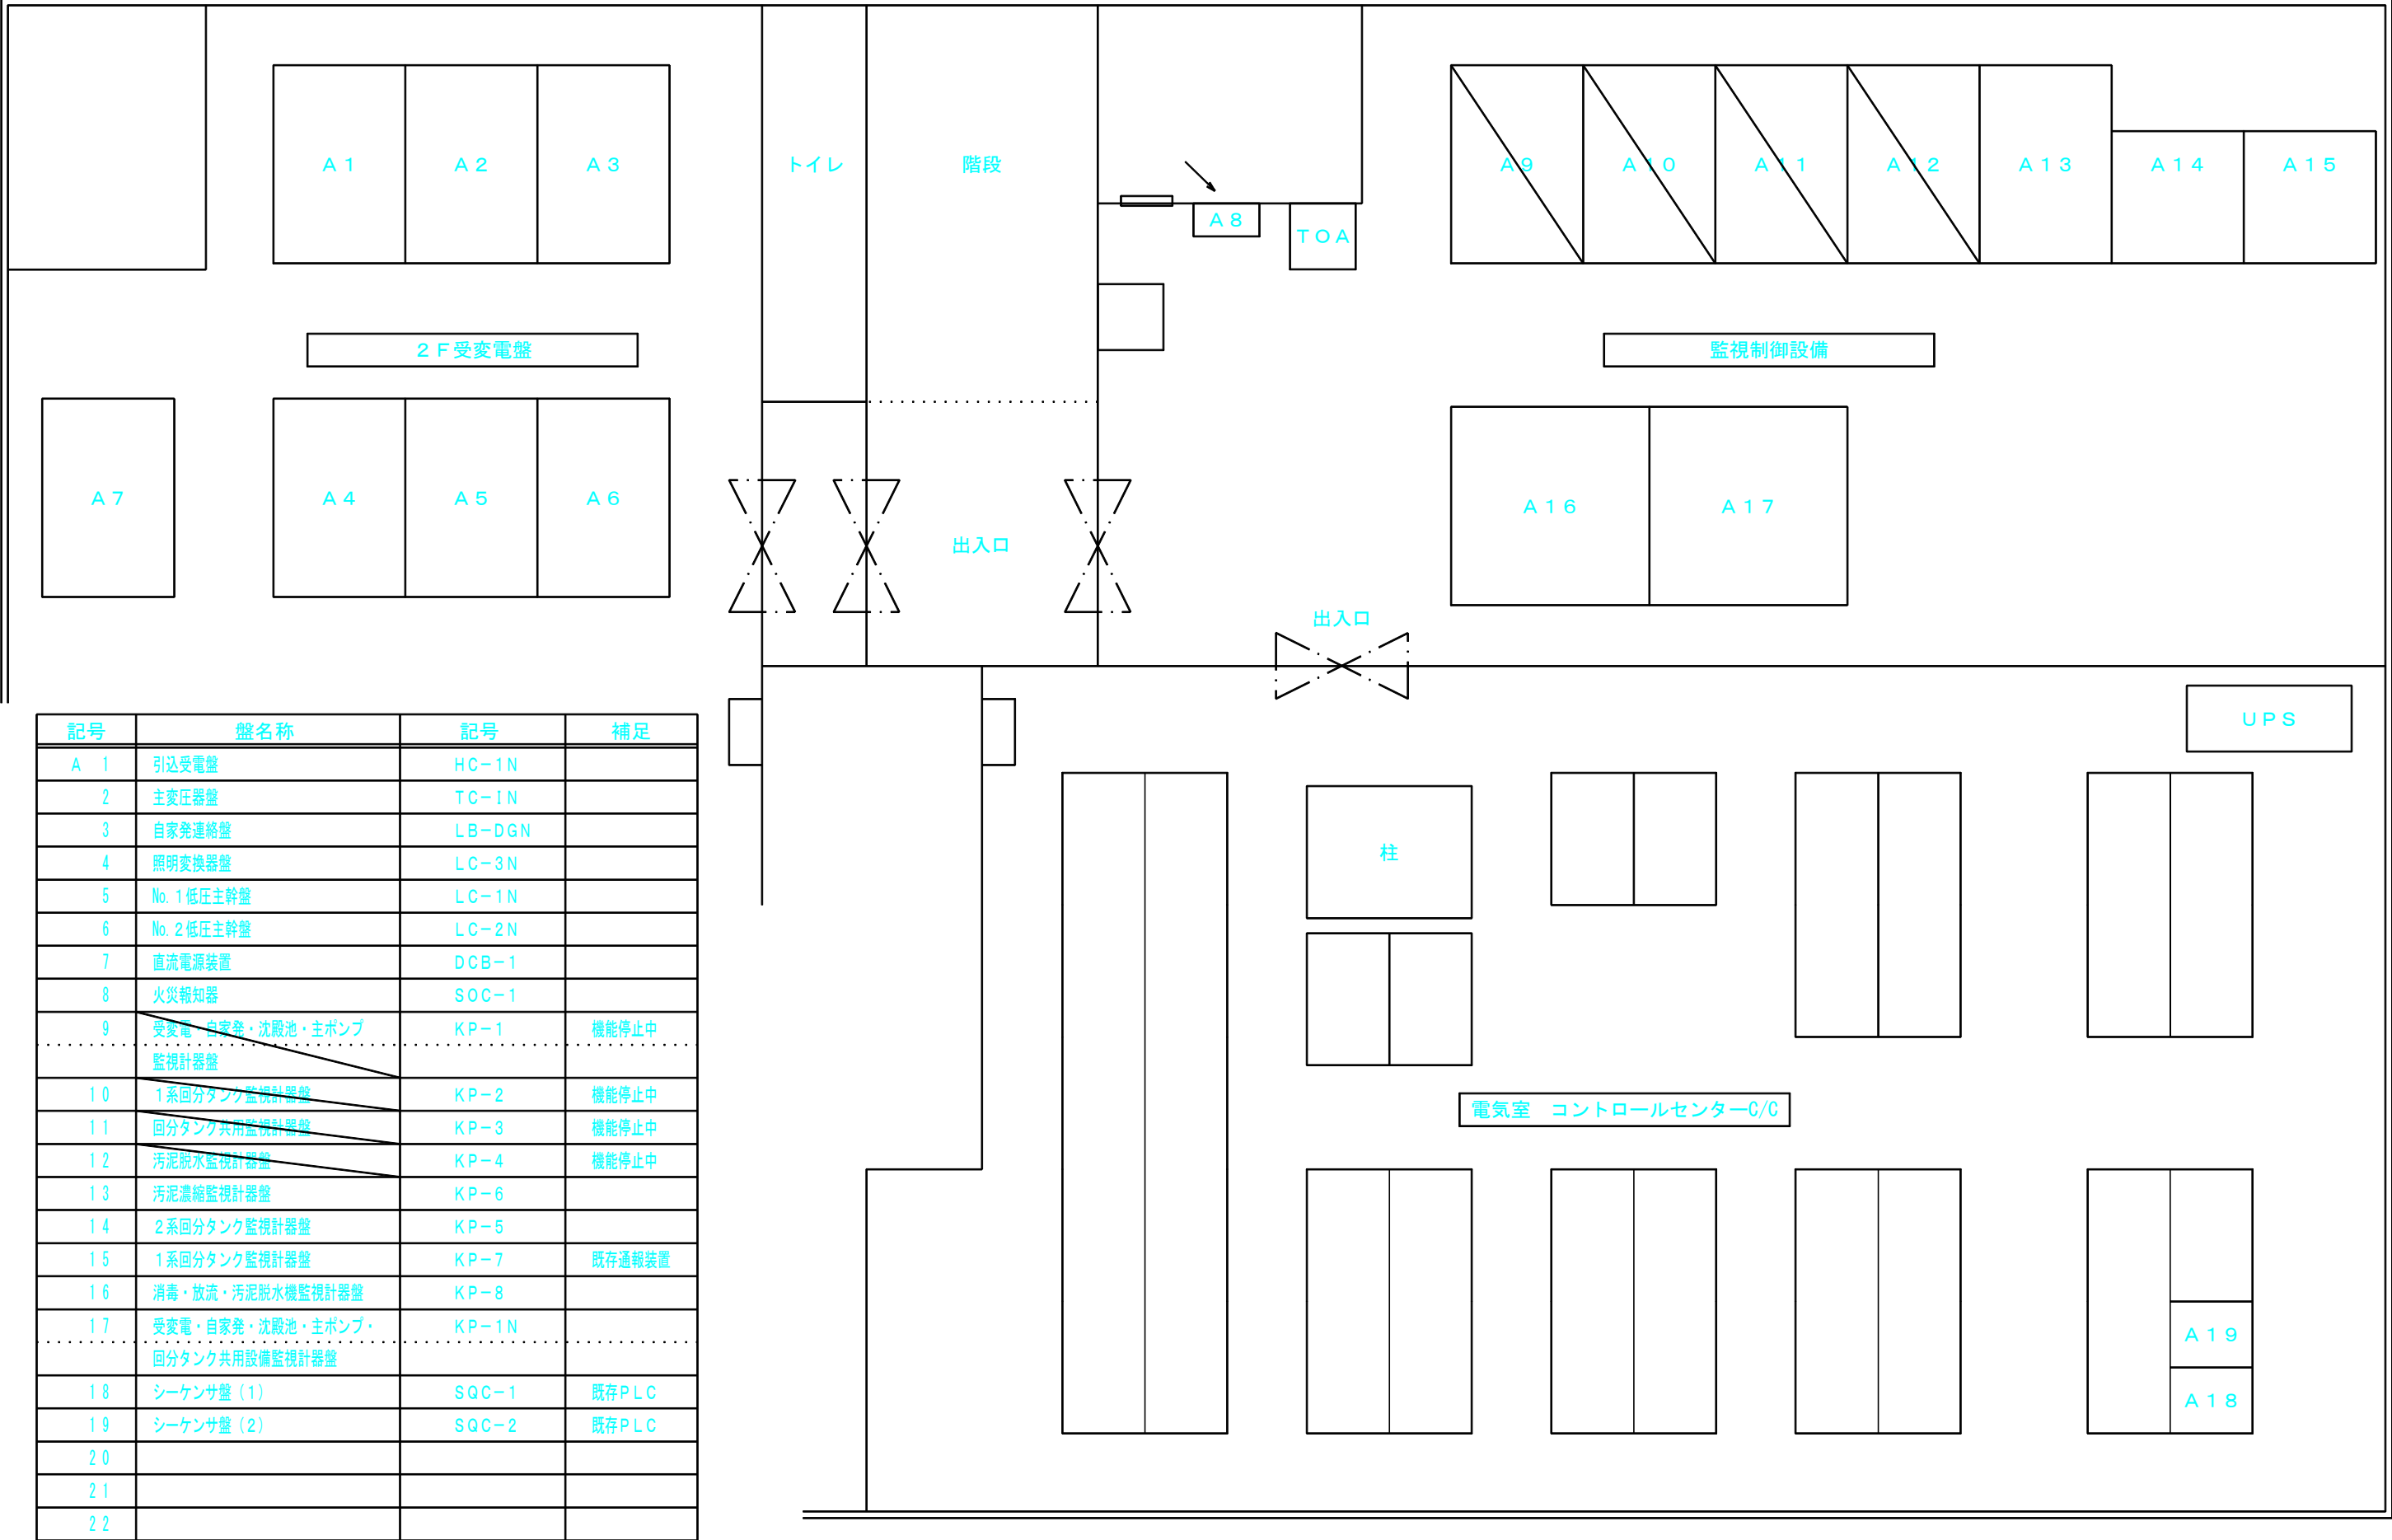 Ａ１ Ａ２ Ａ３ トイレ 階段 Ａ８ ＴＯＡ Ａ９ Ａ１０ Ａ１１ Ａ１２ Ａ１３ Ａ１４ Ａ１５
２Ｆ受変電盤 監視制御設備
Ａ７ Ａ４ Ａ５ Ａ６ 出入口 Ａ１６ Ａ１７
出入口
ＵＰＳ
柱
電気室　コントロールセンターC/C
Ａ１９
Ａ１８
記号 盤名称 記号 補足
Ａ　１ 引込受電盤 ＨＣ－１Ｎ
２ 主変圧器盤 ＴＣ－ＩＮ
３ 自家発連絡盤 ＬＢ－ＤＧＮ
４ 照明変換器盤 ＬＣ－３Ｎ
５ №１低圧主幹盤 ＬＣ－１Ｎ
６ №２低圧主幹盤 ＬＣ－２Ｎ
７ 直流電源装置 ＤＣＢ－１
８ 火災報知器 ＳＯＣ－１
９ 受変電・自家発・沈殿池・主ポンプ ＫＰ－１ 機能停止中
監視計器盤
１０ １系回分タンク監視計器盤 ＫＰ－２ 機能停止中
１１ 回分タンク共用監視計器盤 ＫＰ－３ 機能停止中
１２ 汚泥脱水監視計器盤 ＫＰ－４ 機能停止中
１３ 汚泥濃縮監視計器盤 ＫＰ－６
１４ ２系回分タンク監視計器盤 ＫＰ－５
１５ １系回分タンク監視計器盤 ＫＰ－７ 既存通報装置
１６ 消毒・放流・汚泥脱水機監視計器盤 ＫＰ－８
１７ 受変電・自家発・沈殿池・主ポンプ・ ＫＰ－１Ｎ
回分タンク共用設備監視計器盤
１８ シーケンサ盤（１） ＳＱＣ－１ 既存ＰＬＣ
１９ シーケンサ盤（２） ＳＱＣ－２ 既存ＰＬＣ
２０
２１
２２